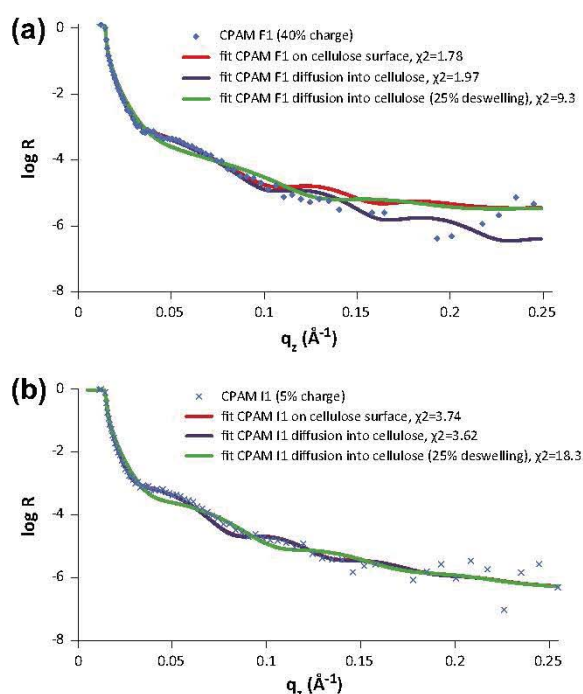 (a)
CPAM F1 (40% charge)
fit CPAM F1 on cellulose surface, χ2=1.78
fit CPAM F1 diffusion into cellulose, χ2=1.97
fit CPAM F1 diffusion into cellulose (25% deswelling), χ2=9.3
log R
0
-2
-4
-6
-8
0 0.05 0.1 0.15 0.2 0.25
qz (Å-1)
(b)
CPAM I1 (5% charge)
fit CPAM I1 on cellulose surface, χ2=3.74
fit CPAM I1 diffusion into cellulose, χ2=3.62
fit CPAM I1 diffusion into cellulose (25% deswelling), χ2=18.3
log R
0
-2
-4
-6
-8
0 0.05 0.1 0.15 0.2 0.25
qz (Å-1)